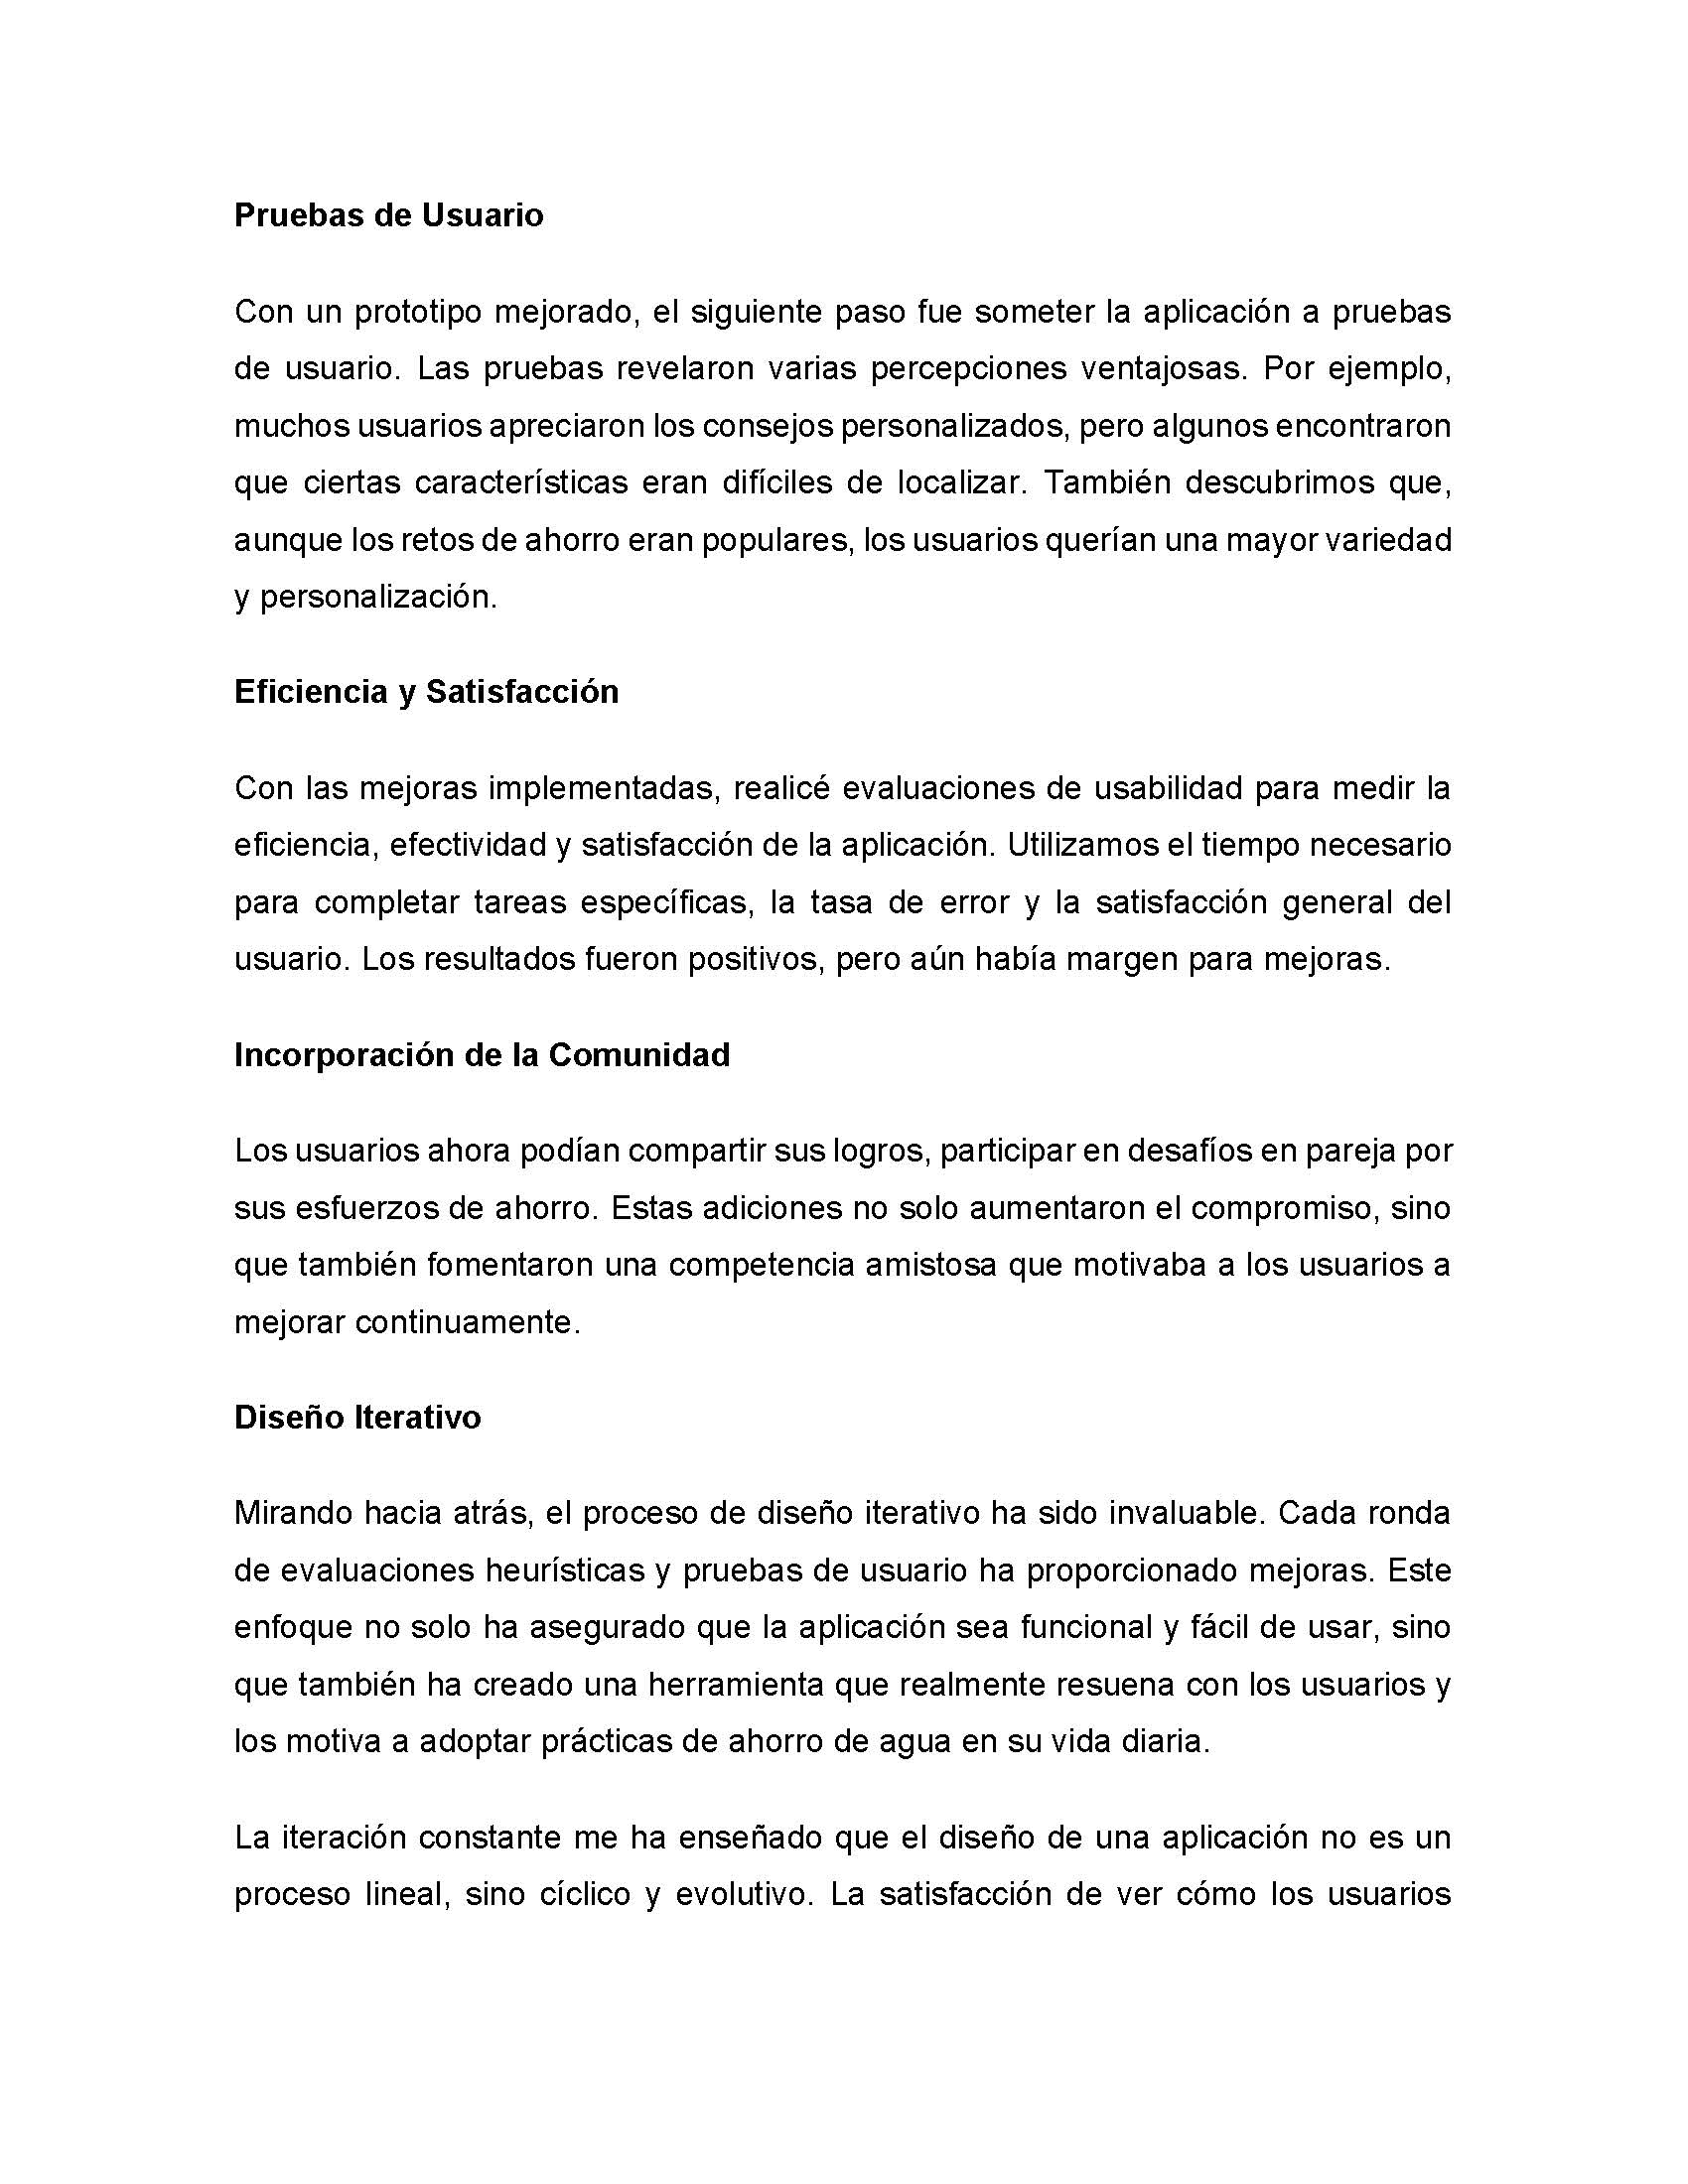 Pruebas de Usuario
Con un prototipo mejorado, el siguiente paso fue someter la aplicación a pruebas
de usuario. Las pruebas revelaron varias percepciones ventajosas. Por ejemplo,
muchos usuarios apreciaron los consejos personalizados, pero algunos encontraron
que ciertas características eran difíciles de localizar. También descubrimos que,
aunque los retos de ahorro eran populares, los usuarios querían una mayor variedad
y personalización.
Eficiencia y Satisfacción
Con las mejoras implementadas, realicé evaluaciones de usabilidad para medir la
eficiencia, efectividad y satisfacción de la aplicación. Utilizamos el tiempo necesario
para completar tareas específicas, la tasa de error y la satisfacción general del
usuario. Los resultados fueron positivos, pero aún había margen para mejoras.
Incorporación de la Comunidad
Los usuarios ahora podían compartir sus logros, participar en desafíos en pareja por
sus esfuerzos de ahorro. Estas adiciones no solo aumentaron el compromiso, sino
que también fomentaron una competencia amistosa que motivaba a los usuarios a
mejorar continuamente.
Diseño Iterativo
Mirando hacia atrás, el proceso de diseño iterativo ha sido invaluable. Cada ronda
de evaluaciones heurísticas y pruebas de usuario ha proporcionado mejoras. Este
enfoque no solo ha asegurado que la aplicación sea funcional y fácil de usar, sino
que también ha creado una herramienta que realmente resuena con los usuarios y
los motiva a adoptar prácticas de ahorro de agua en su vida diaria.
La iteración constante me ha enseñado que el diseño de una aplicación no es un
proceso lineal, sino cíclico y evolutivo. La satisfacción de ver cómo los usuarios